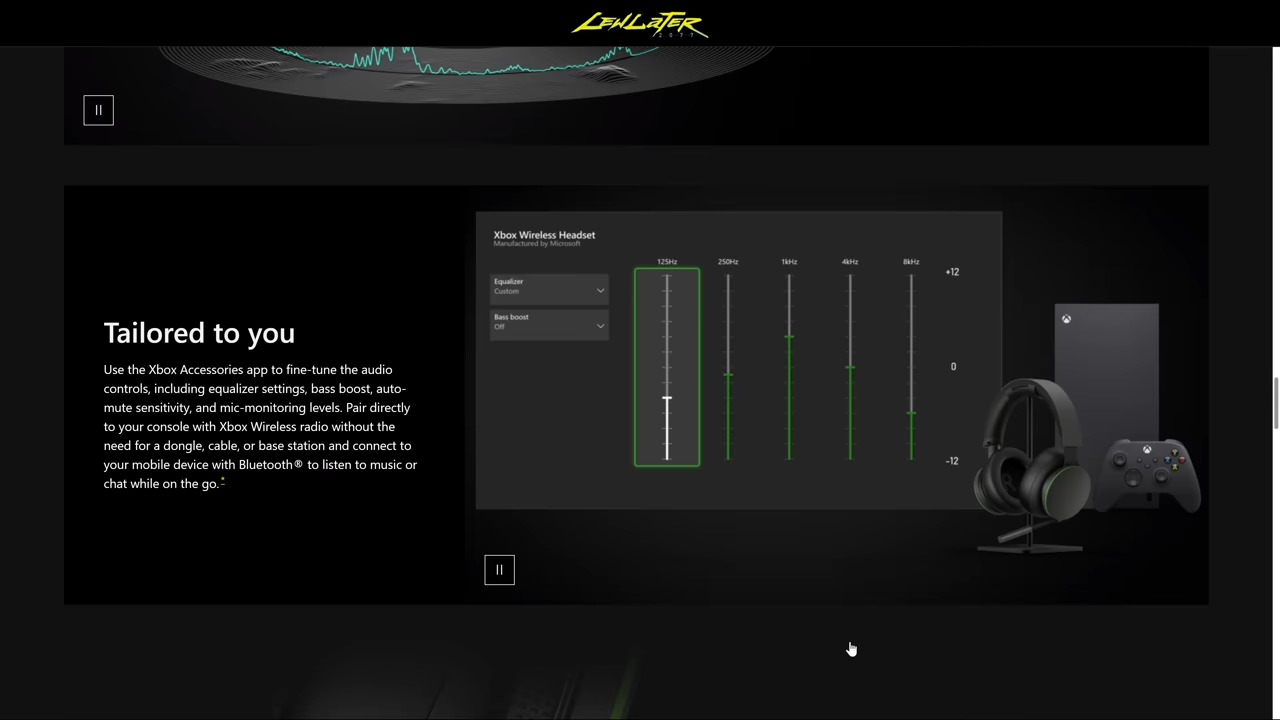 LEWLATER
2077
Xbox Wireless Headset
Manufactured by Microsoft
125Hz 250Hz 1kHz 4kHz 8kHz
+12
Equalizer
Custom
Bass boost
Off
0
-12
Tailored to you
Use the Xbox Accessories app to fine-tune the audio
controls, including equalizer settings, bass boost, auto-
mute sensitivity, and mic-monitoring levels. Pair directly
to your console with Xbox Wireless radio without the
need for a dongle, cable, or base station and connect to
your mobile device with Bluetooth® to listen to music or
chat while on the go.*